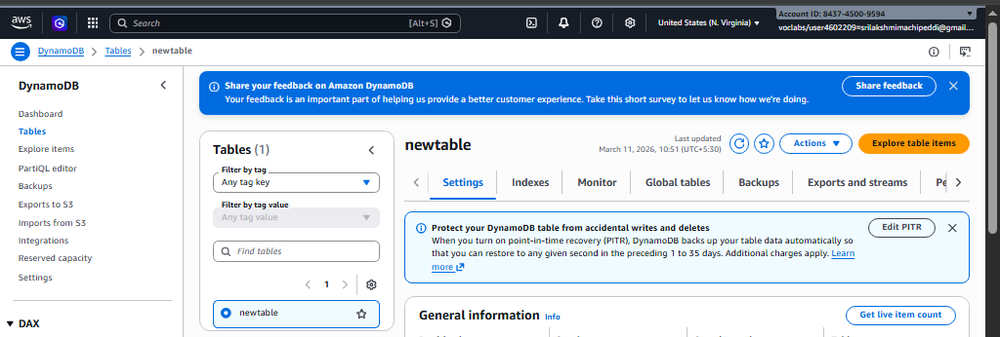 aws
Search
[Alt+S]
United States (N. Virginia)
Account ID: 8437-4500-9594
voclabs/user4602209=srilakshmimachipeddi@gmail...
DynamoDB
Tables
newtable
DynamoDB
Dashboard
Tables
Explore items
PartiQL editor
Backups
Exports to S3
Imports from S3
Integrations
Reserved capacity
Settings
DAX
Share your feedback on Amazon DynamoDB
Your feedback is an important part of helping us provide a better customer experience. Take this short survey to let us know how we're doing.
Share feedback
Tables (1)
Filter by tag
Any tag key
Filter by tag value
Any tag value
Find tables
1
newtable
newtable
Last updated
March 11, 2026, 10:51 (UTC+5:30)
Actions
Explore table items
Settings
Indexes
Monitor
Global tables
Backups
Exports and streams
Pe
Protect your DynamoDB table from accidental writes and deletes
When you turn on point-in-time recovery (PITR), DynamoDB backs up your table data automatically so
that you can restore to any given second in the preceding 1 to 35 days. Additional charges apply. Learn
more
Edit PITR
General information Info
Get live item count